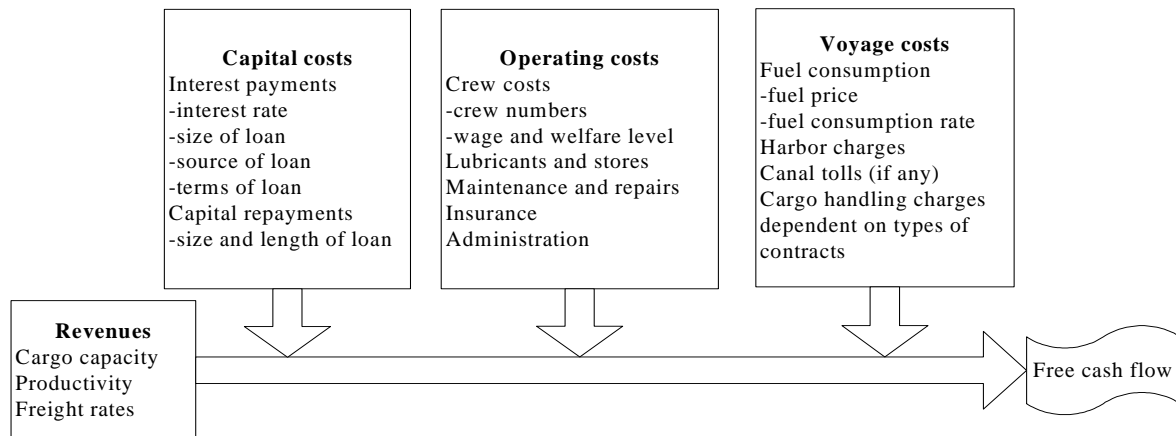 Capital costs
Interest payments
-interest rate
-size of loan
-source of loan
-terms of loan
Capital repayments
-size and length of loan
Operating costs
Crew costs
-crew numbers
-wage and welfare level
Lubricants and stores
Maintenance and repairs
Insurance
Administration
Voyage costs
Fuel consumption
-fuel price
-fuel consumption rate
Harbor charges
Canal tolls (if any)
Cargo handling charges
dependent on types of
contracts
Revenues
Cargo capacity
Productivity
Freight rates
Free cash flow